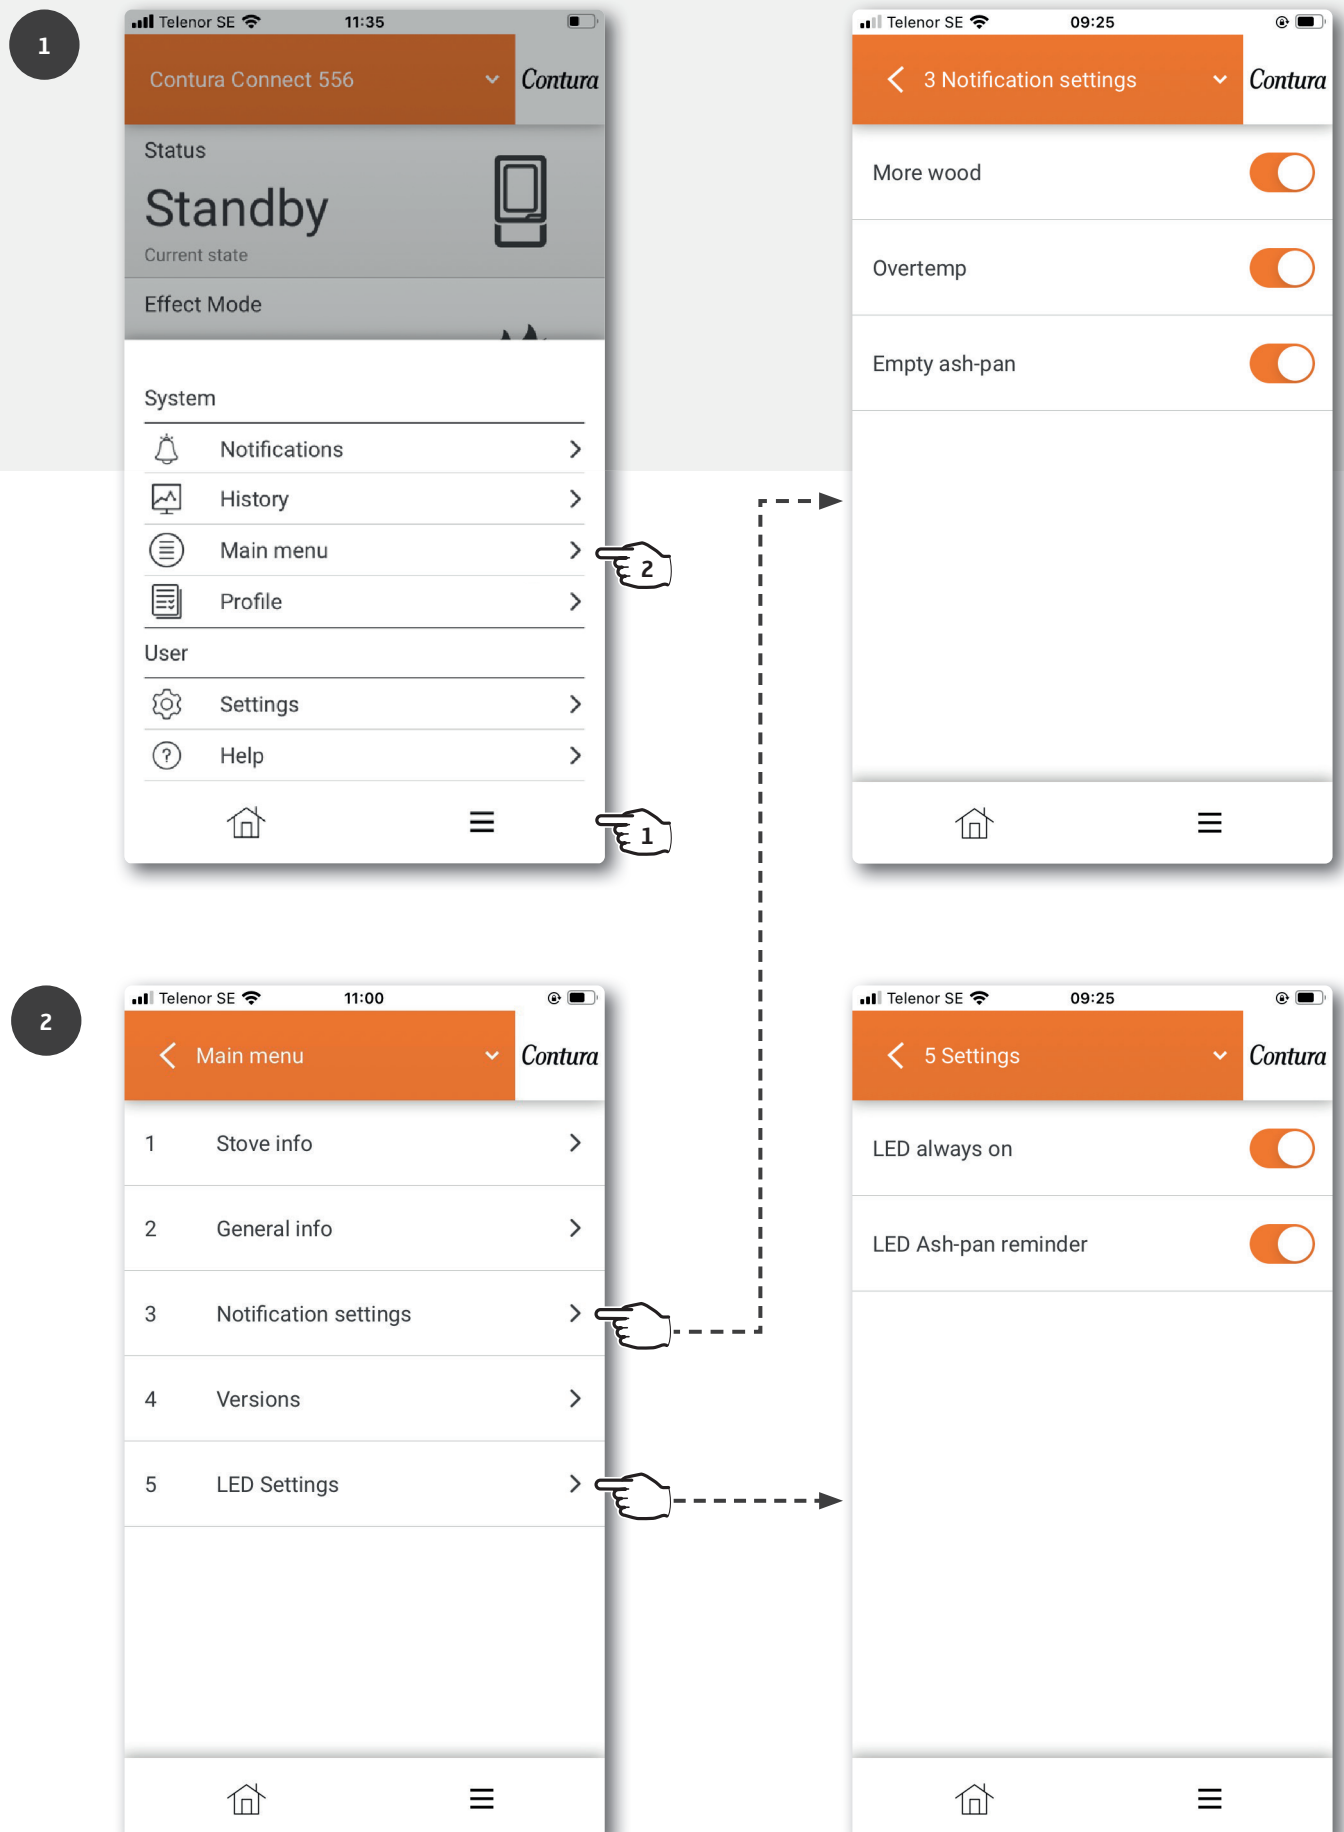 1
Telenor SE 11:35
Contura Connect 556
Contura
Status
Standby
Current state
Effect Mode
System
Notifications
History
Main menu
2
Profile
User
Settings
Help
1
Telenor SE 09:25
3 Notification settings
Contura
More wood
Overtemp
Empty ash-pan
2
Telenor SE 11:00
Main menu
Contura
1 Stove info
2 General info
3 Notification settings
4 Versions
5 LED Settings
Telenor SE 09:25
5 Settings
Contura
LED always on
LED Ash-pan reminder